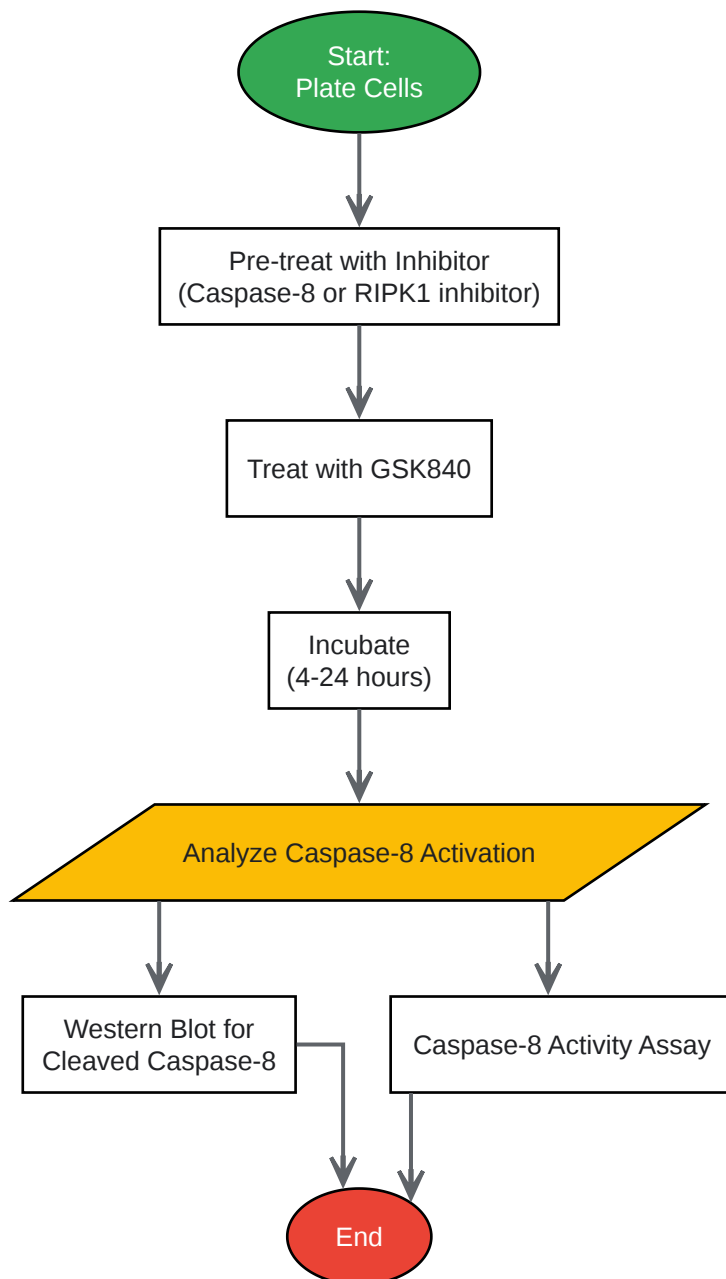 Start:
Plate Cells
Pre-treat with Inhibitor
(Caspase-8 or RIPK1 inhibitor)
Treat with GSK840
Incubate
(4-24 hours)
Analyze Caspase-8 Activation
Western Blot for
Cleaved Caspase-8
Caspase-8 Activity Assay
End